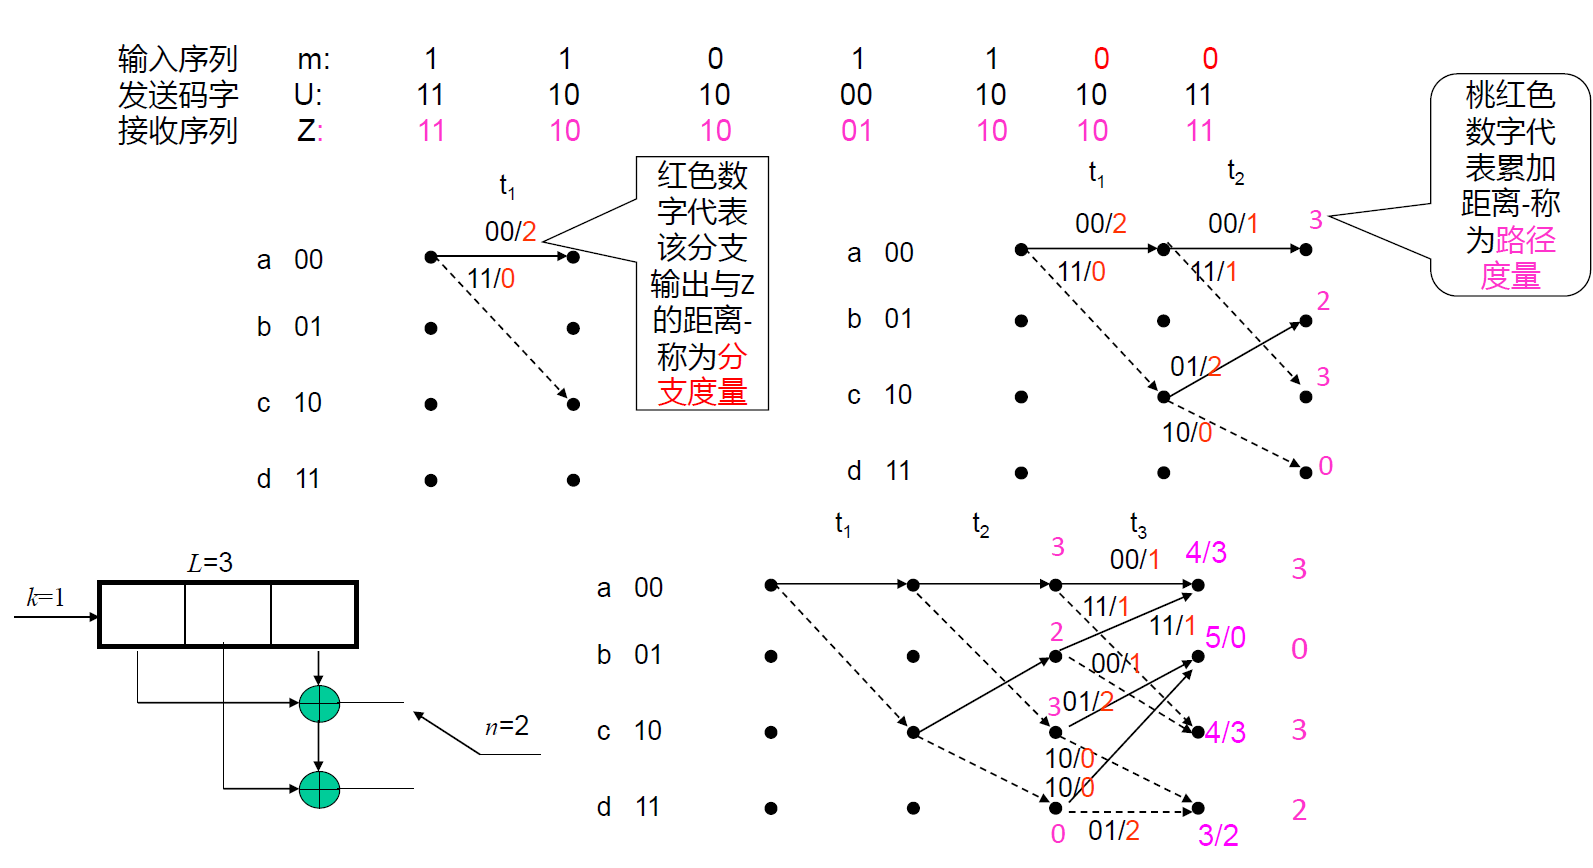 输入序列 m: 1 1 0 1 1 0 0
发送码字 U: 11 10 10 00 10 10 11
接收序列 Z: 11 10 10 01 10 10 11
t1
00/2
11/0
a 00
b 01
c 10
d 11
红色数
字代表
该分支
输出与Z
的距离-
称为分
支度量
t1 t2
00/2 00/1 3
11/0 11/1
a 00
2
b 01
01/2 3
c 10
10/0
d 11 0
桃红色
数字代
表累加
距离-称
为路径
度量
L=3
k=1
n=2
t1 t2 t3
3 00/1 4/3 3
a 00
11/1
2 11/1 5/0 0
b 01
00/1
3 01/2
c 10 4/3 3
10/0
10/0
d 11 2
0 01/2 3/2